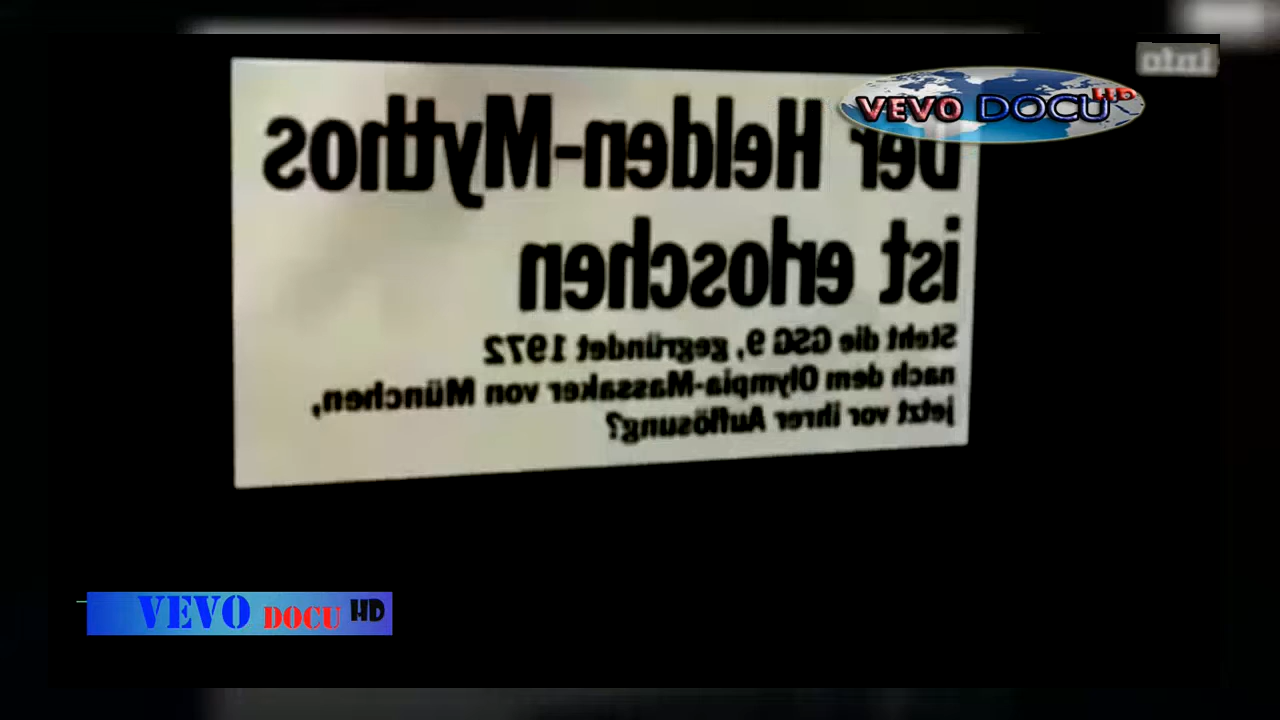 info
VEVO DOCU HD
Der Helden-Mythos
ist erloschen
Steht die GSG 9, gegründet 1972
nach dem Olympia-Massaker von München,
jetzt vor ihrer Auflösung?
VEVO DOCU HD